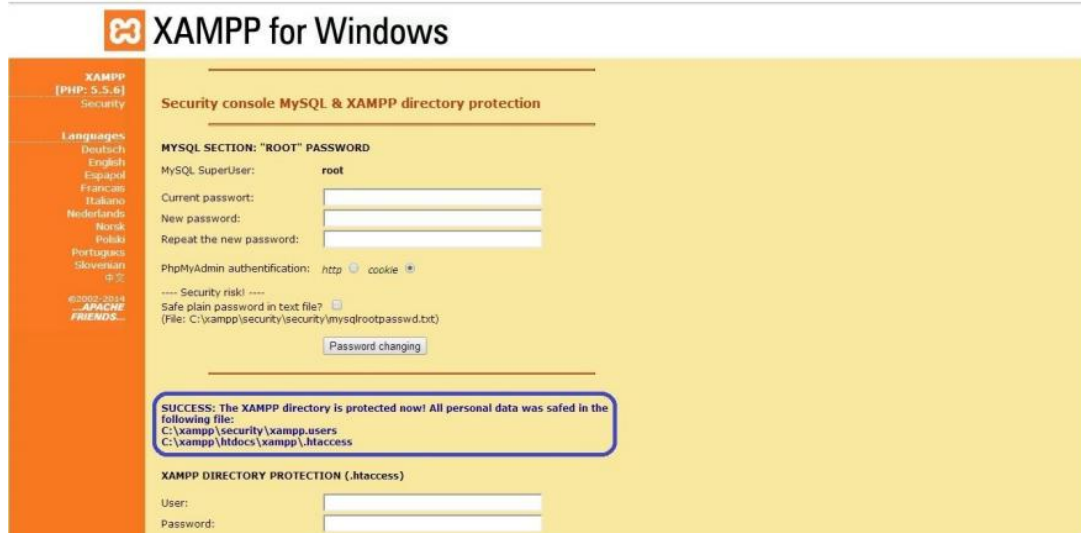 XAMPP for Windows
XAMPP
[PHP: 5.5.6]
Security
Languages
Deutsch
English
Espanol
Francais
Italiano
Nederlands
Norsk
Polski
Portugues
Slovenian
中文
©2002-2014
...APACHE
FRIENDS...
Security console MySQL & XAMPP directory protection
MYSQL SECTION: "ROOT" PASSWORD
MySQL SuperUser: root
Current passwort:
New password:
Repeat the new password:
PhpMyAdmin authentification: http cookie
---- Security risk! ----
Safe plain password in text file?
(File: C:\xampp\security\security\mysqlrootpasswd.txt)
Password changing
SUCCESS: The XAMPP directory is protected now! All personal data was safed in the
following file:
C:\xampp\security\xampp.users
C:\xampp\htdocs\xampp\.htaccess
XAMPP DIRECTORY PROTECTION (.htaccess)
User:
Password: